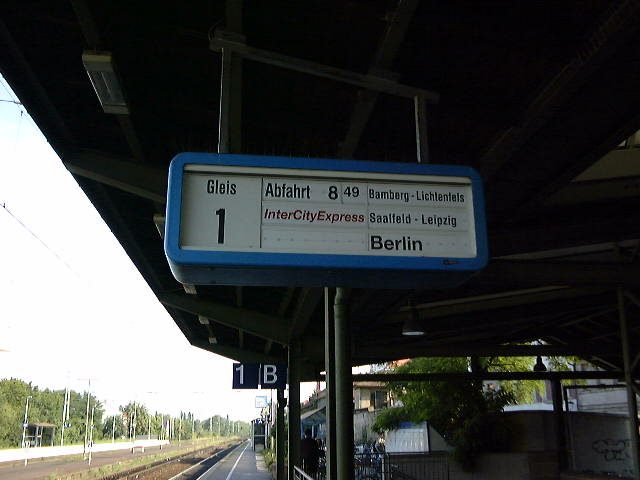 Gleis
1
Abfahrt 8 49 Bamberg - Lichtenfels
InterCityExpress Saalfeld - Leipzig
Berlin
1 B